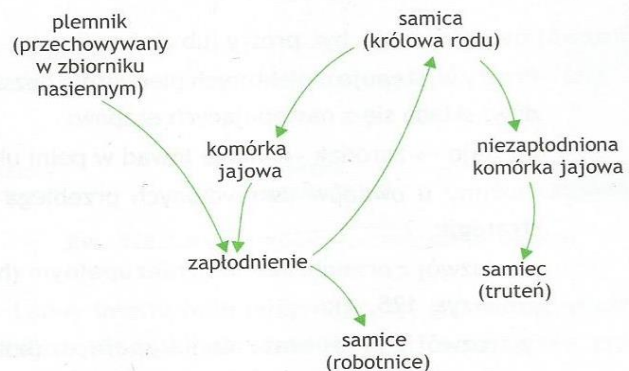 plemnik
(przechowywany
w zbiorniku
nasiennym)
samica
(królowa rodu)
komórka
jajowa
niezapłodniona
komórka jajowa
zapłodnienie
samiec
(truteń)
samice
(robotnice)